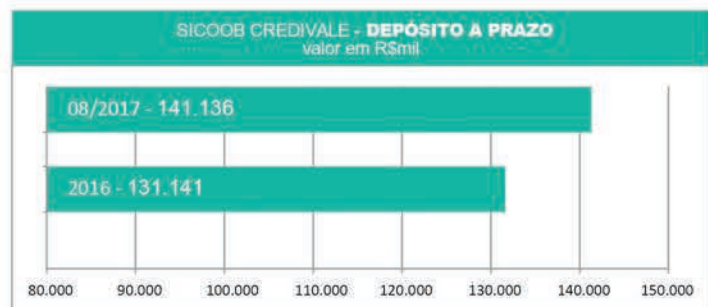 SICOOB CREDIVALE - DEPÓSITO A PRAZO
valor em R$mil
08/2017 - 141.136
2016 - 131.141
80.000 90.000 100.000 110.000 120.000 130.000 140.000 150.000